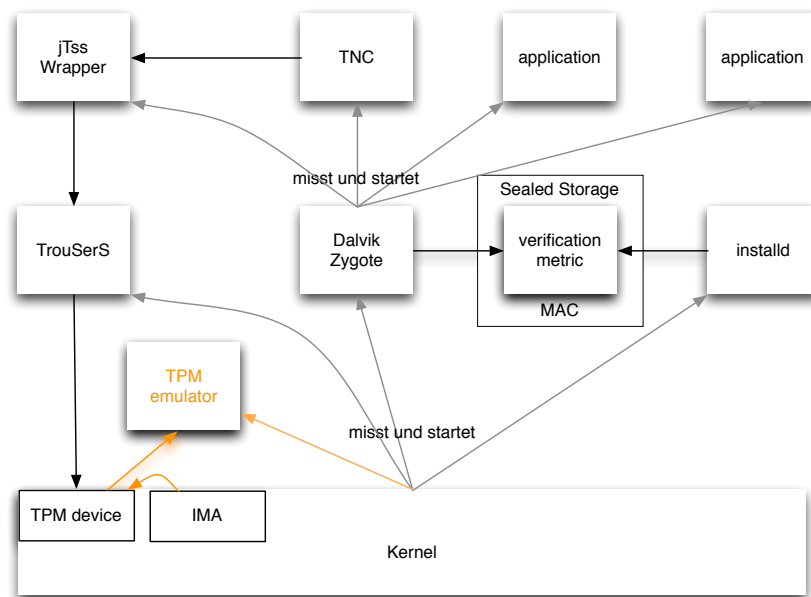 jTss
Wrapper
TNC
application
application
misst und startet
Sealed Storage
TrouSerS
Dalvik
Zygote
verification
metric
installd
MAC
TPM
emulator
misst und startet
TPM device
IMA
Kernel